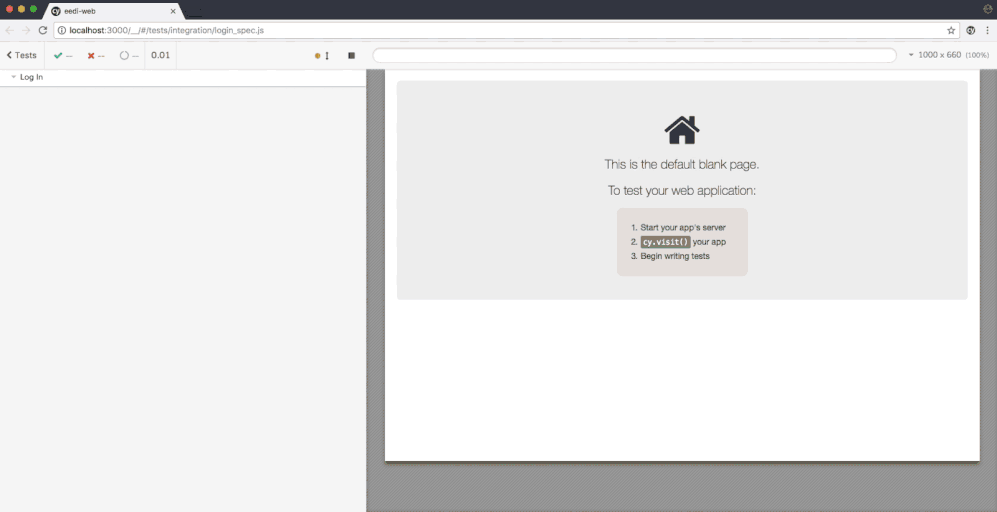 cy eedi-web
localhost:3000/__/#/tests/integration/login_spec.js
cy
Tests -- -- -- 0.01
1000 x 660 (100%)
Log In
This is the default blank page.
To test your web application:
1. Start your app's server
2. cy.visit() your app
3. Begin writing tests